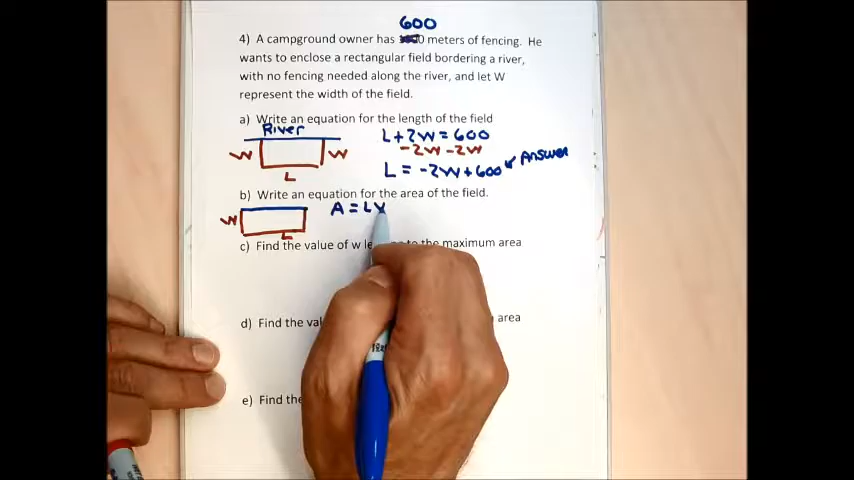 600
4) A campground owner has meters of fencing. He
wants to enclose a rectangular field bordering a river,
with no fencing needed along the river, and let W
represent the width of the field.
a) Write an equation for the length of the field
River
L+2W=600
W W -2W -2W
L
L = -2W+600 Answer
b) Write an equation for the area of the field.
W A = L
L
c) Find the value of w to the maximum area
d) Find the area
e) Find the